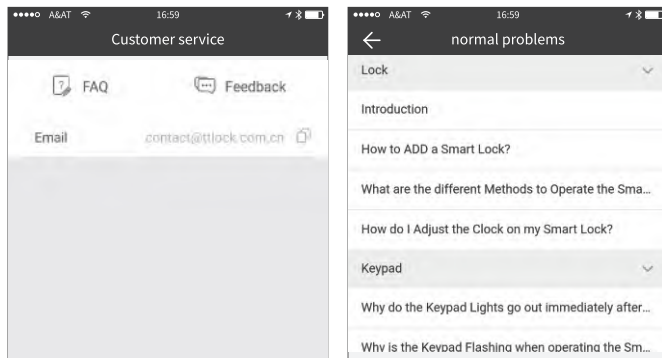 A&AT 16:59
Customer service
FAQ Feedback
Email contact@ttlock.com.cn
A&AT 16:59
normal problems
Lock
Introduction
How to ADD a Smart Lock?
What are the different Methods to Operate the Sma...
How do I Adjust the Clock on my Smart Lock?
Keypad
Why do the Keypad Lights go out immediately after...
Why is the Keypad Flashing when operating the Sm...